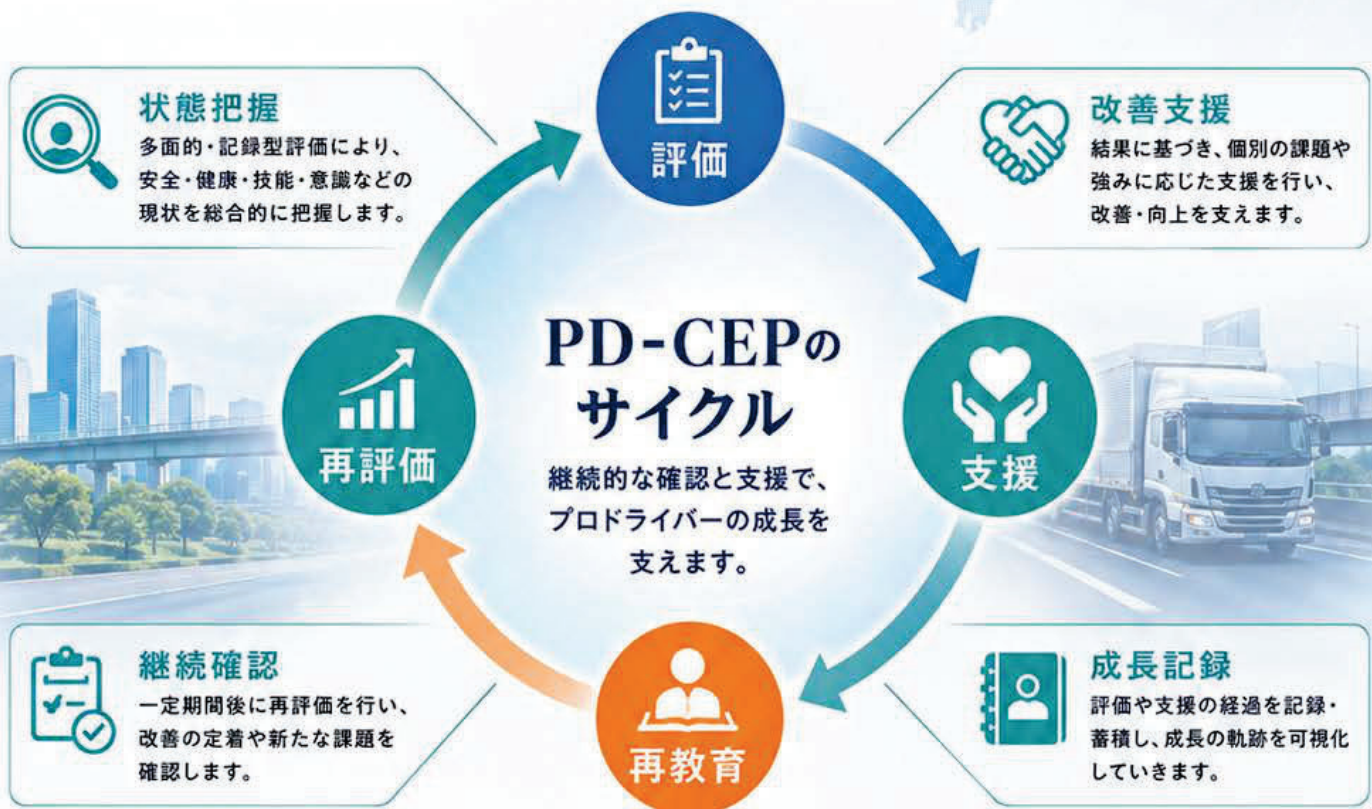 評価
状態把握
多面的・記録型評価により、
安全・健康・技能・意識などの
現状を総合的に把握します。
改善支援
結果に基づき、個別の課題や
強みに応じた支援を行い、
改善・向上を支えます。
PD-CEPの
サイクル
継続的な確認と支援で、
プロドライバーの成長を
支えます。
再評価
支援
継続確認
一定期間後に再評価を行い、
改善の定着や新たな課題を
確認します。
再教育
成長記録
評価や支援の経過を記録・
蓄積し、成長の軌跡を可視化
していきます。